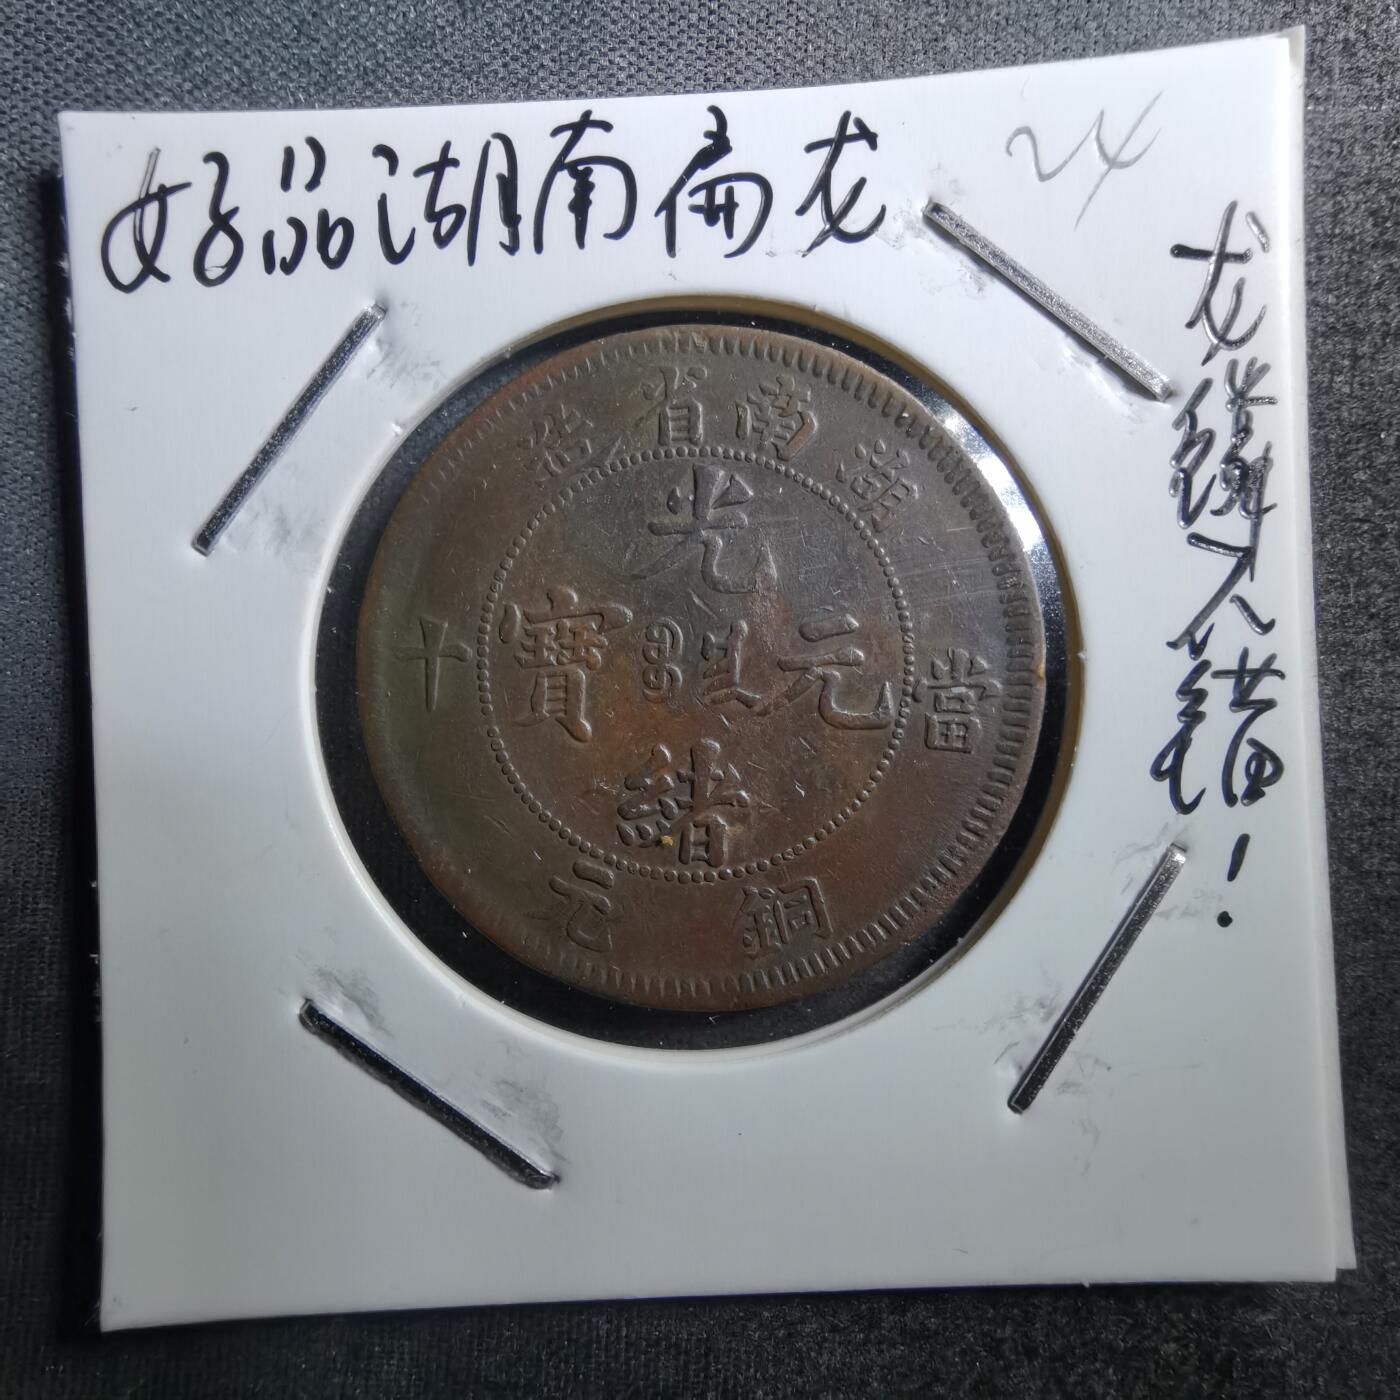 好品湖南扁龙
24
龙鳞不错!
湖南省造
光緒元寶
當十
銅元